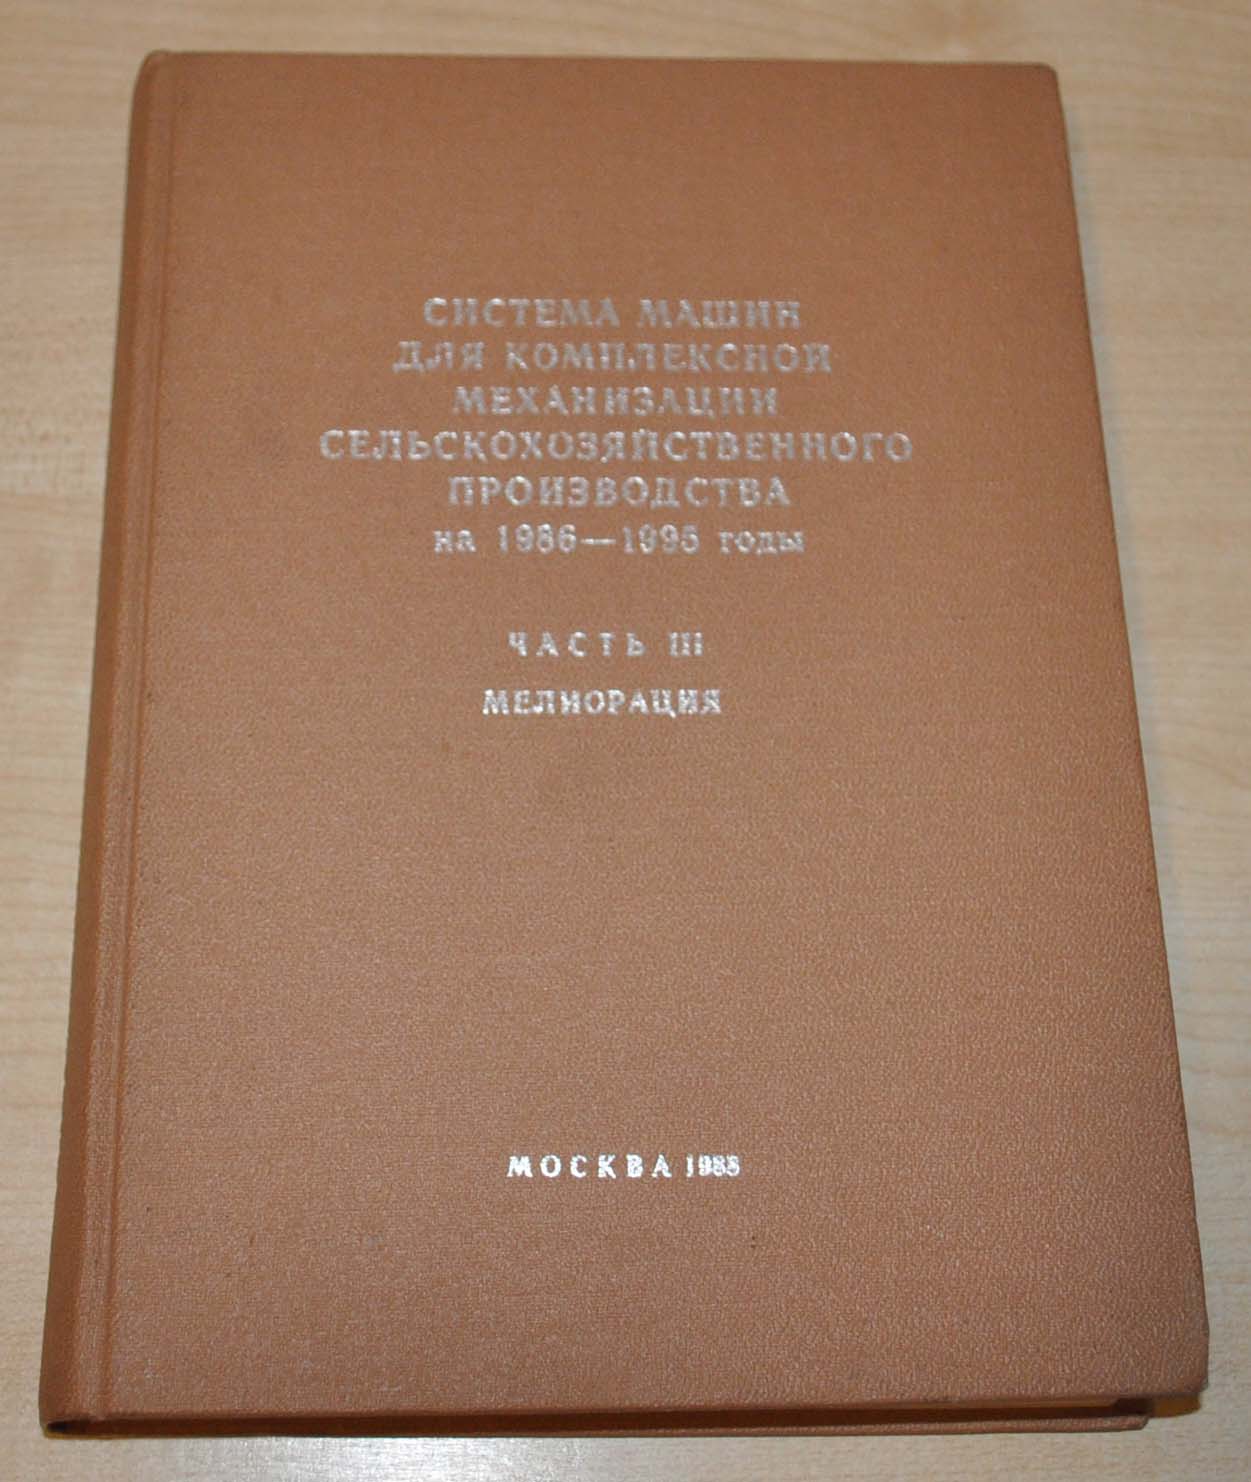 СИСТЕМА МАШИН
ДЛЯ КОМПЛЕКСНОЙ
МЕХАНИЗАЦИИ
СЕЛЬСКОХОЗЯЙСТВЕННОГО
ПРОИЗВОДСТВА
на 1986—1995 годы
ЧАСТЬ III
МЕЛИОРАЦИЯ
МОСКВА 1988